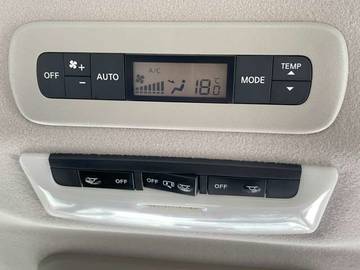 TEMP
A/C
OFF
+
-
AUTO
18.0°C
MODE
OFF
OFF
OFF